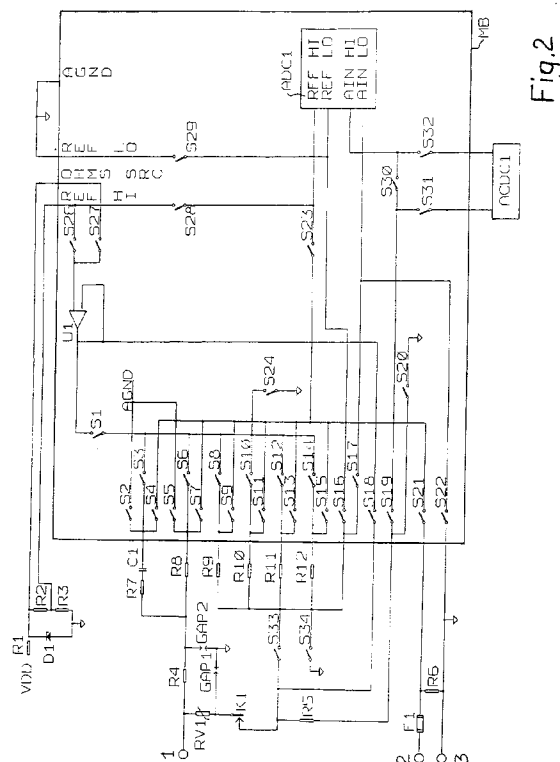 Fig.2
MB
AGND
REF LO
OHMS SRC
REF HI
S29
S28
S26
S27
U1
ADC1
REF HI
REF LO
AIN HI
AIN LO
S23
S30
S31
S32
ACDC1
S1
AGND
S24
S20
S2
S3
S4
S5
S6
S7
S8
S9
S10
S11
S12
S13
S14
S15
S16
S17
S18
S19
S21
S22
VDD
R1
D1
R2
R3
C1
R7
R8
R9
R10
R11
R12
R4
GAP1
GAP2
S33
S34
RV1
K1
R5
R6
F1
1
2
3